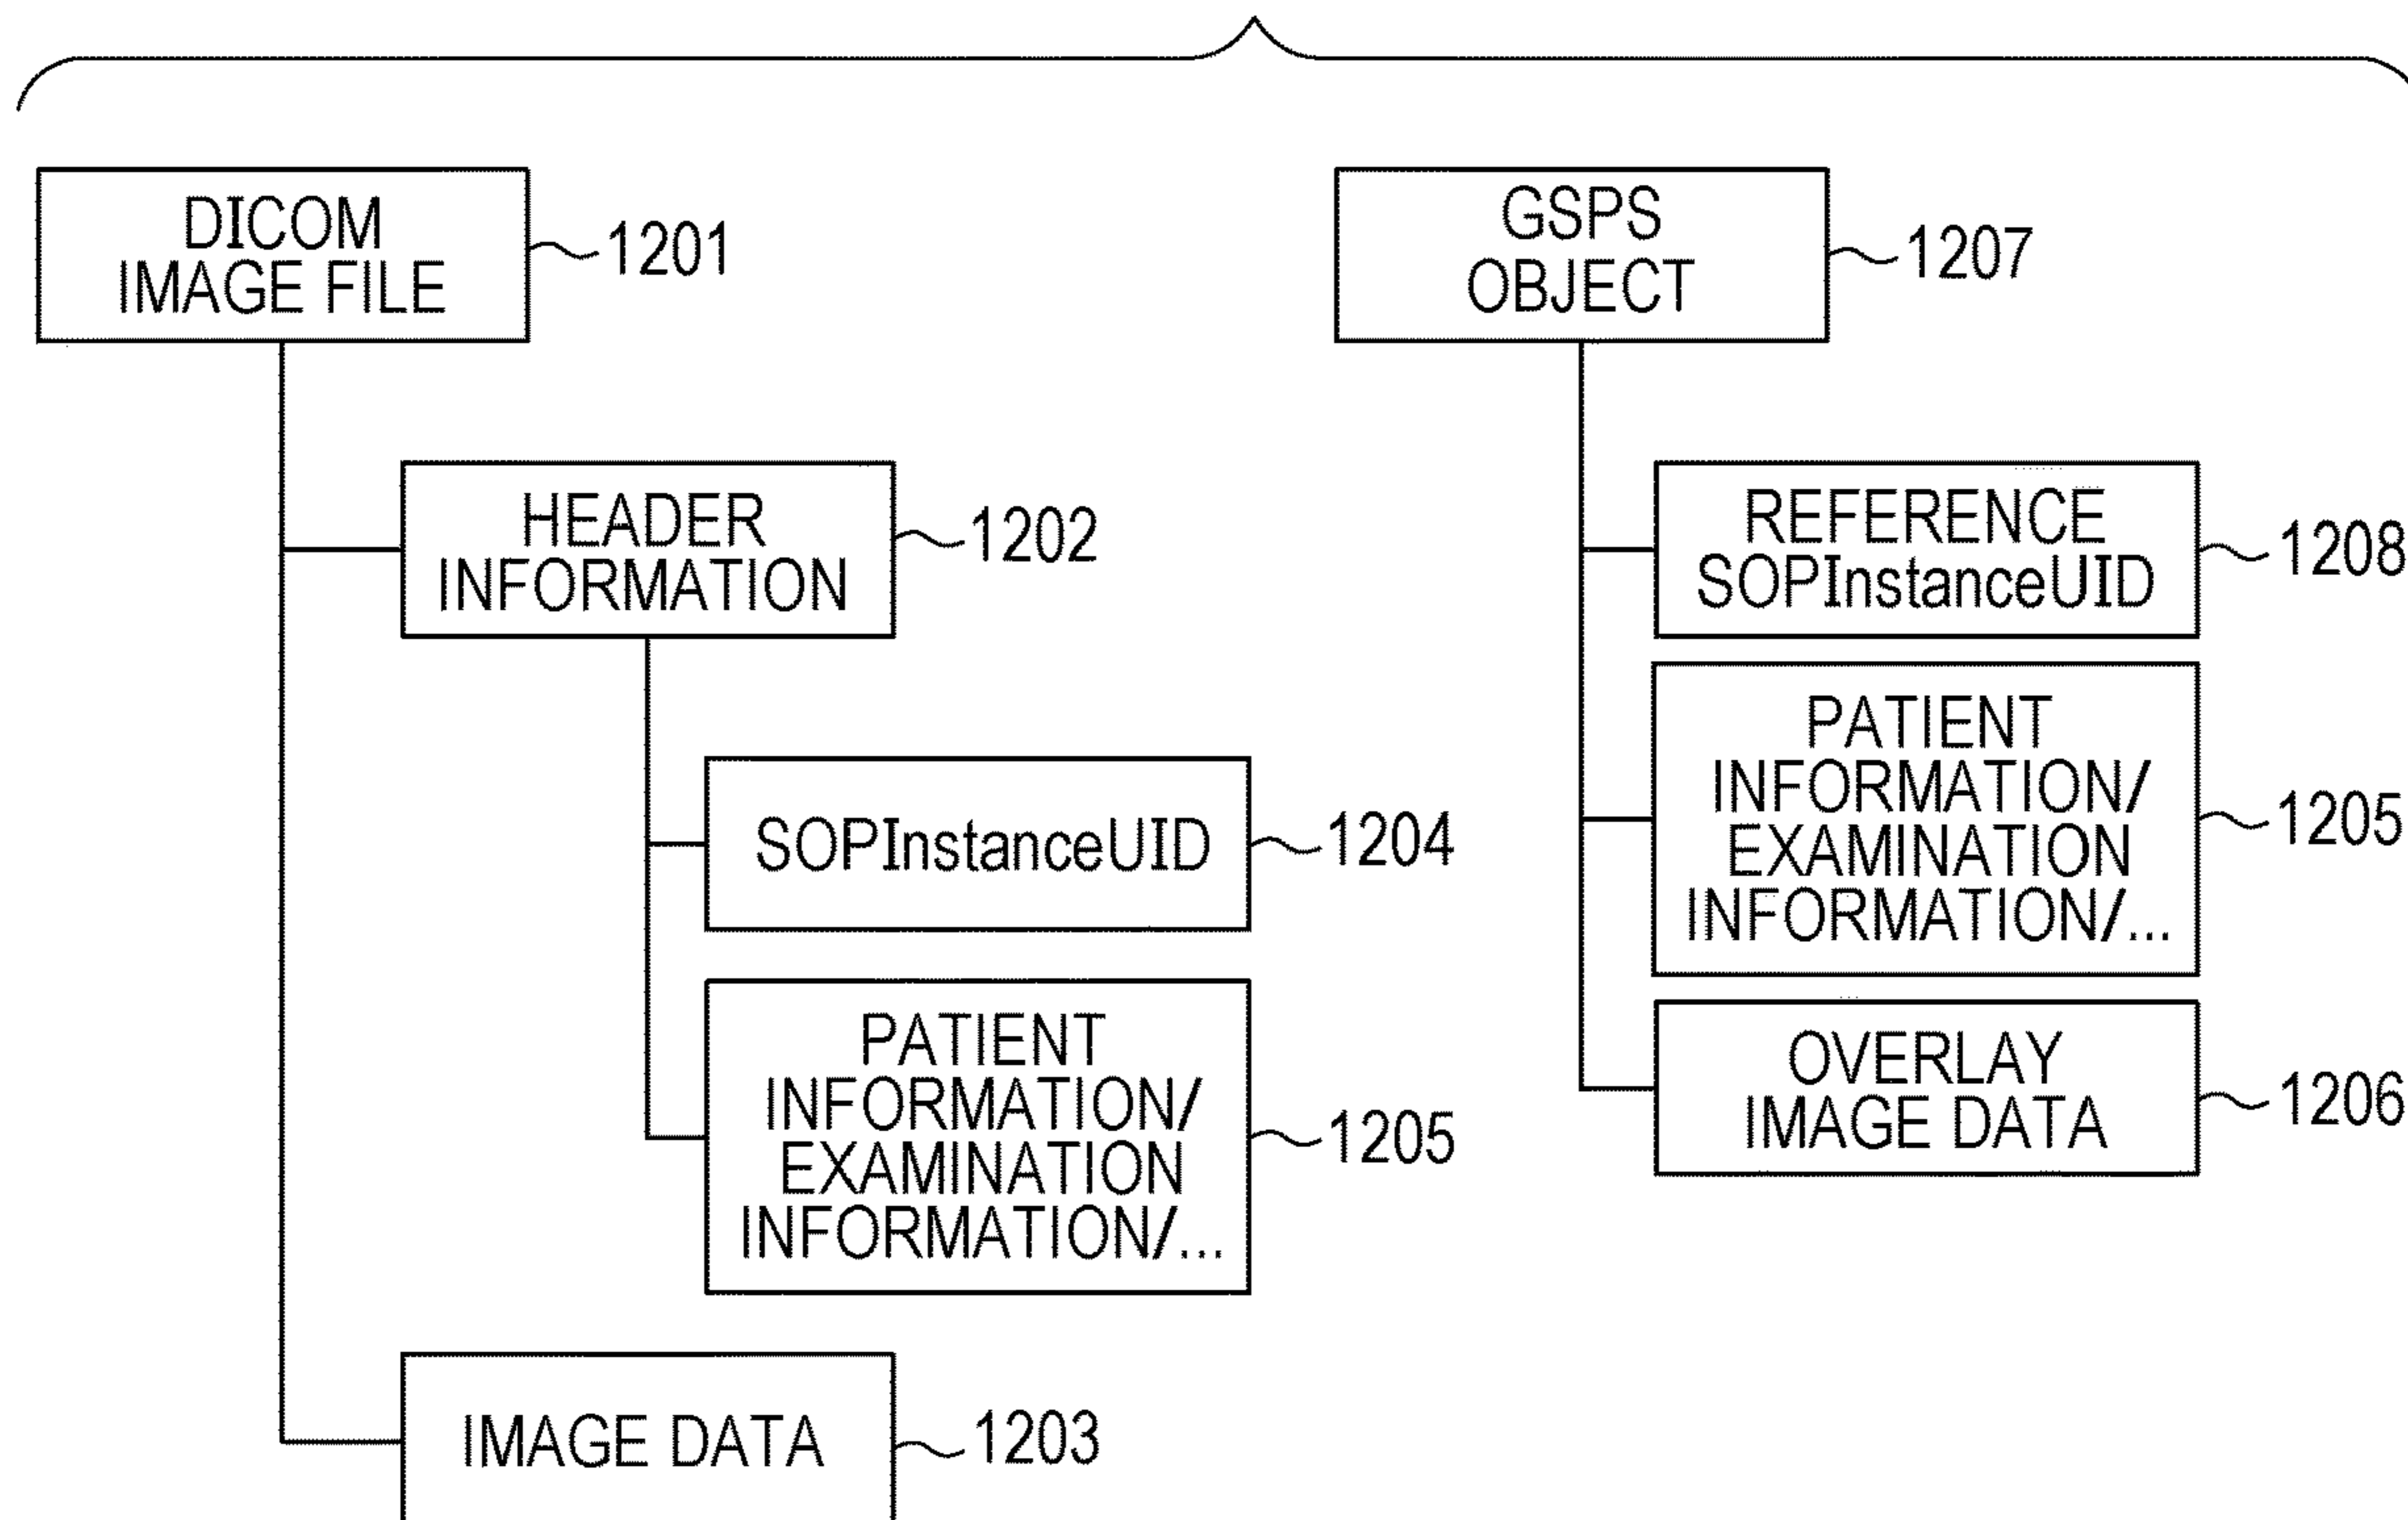 DICOM
IMAGE FILE
1201
HEADER
INFORMATION
1202
SOPInstanceUID
1204
PATIENT
INFORMATION/
EXAMINATION
INFORMATION/...
1205
IMAGE DATA
1203
GSPS
OBJECT
1207
REFERENCE
SOPInstanceUID
1208
PATIENT
INFORMATION/
EXAMINATION
INFORMATION/...
1205
OVERLAY
IMAGE DATA
1206